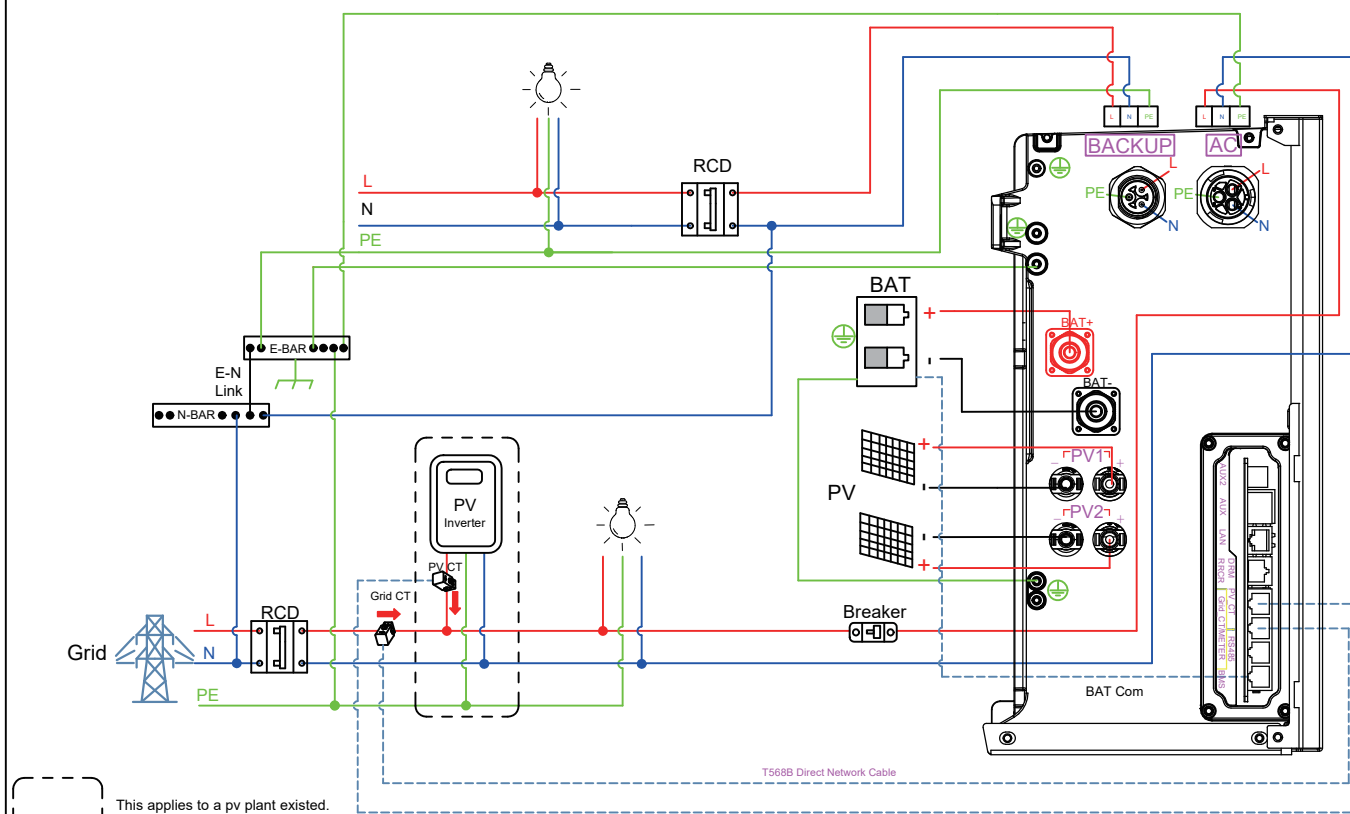 L N PE
L N PE
BACKUP
AC
L
PE
N
L
PE
N
RCD
L
N
PE
BAT
+
-
BAT+
BAT-
E-BAR
E-N
Link
N-BAR
PV
Inverter
PV CT
Grid CT
PV
+
-
-
+
- PV1 +
- PV2 +
AUX2
AUX
LAN
DRM
RRCR
PV CT
Grid CT/METER
RS485
BMS
Breaker
RCD
Grid
L
N
PE
BAT Com
T568B Direct Network Cable
This applies to a pv plant existed.